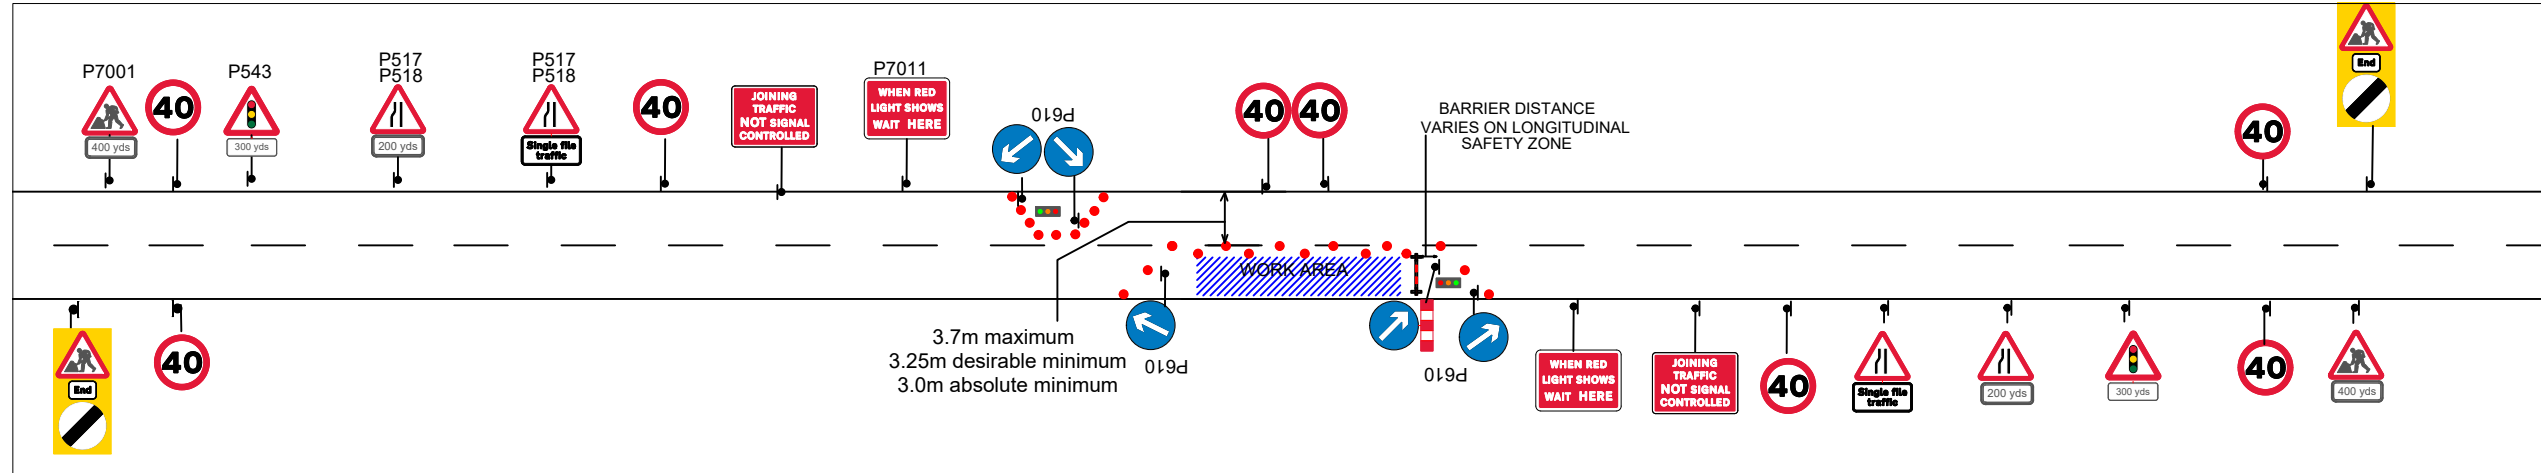 P7001
400 yds
40
P543
300 yds
P517
P518
200 yds
P517
P518
Single file
traffic
40
JOINING
TRAFFIC
NOT SIGNAL
CONTROLLED
P7011
WHEN RED
LIGHT SHOWS
WAIT HERE
P610
40
40
BARRIER DISTANCE
VARIES ON LONGITUDINAL
SAFETY ZONE
40
End
WORK AREA
End
40
3.7m maximum
3.25m desirable minimum
3.0m absolute minimum
P610
P610
WHEN RED
LIGHT SHOWS
WAIT HERE
JOINING
TRAFFIC
NOT SIGNAL
CONTROLLED
40
Single file
traffic
200 yds
300 yds
40
400 yds